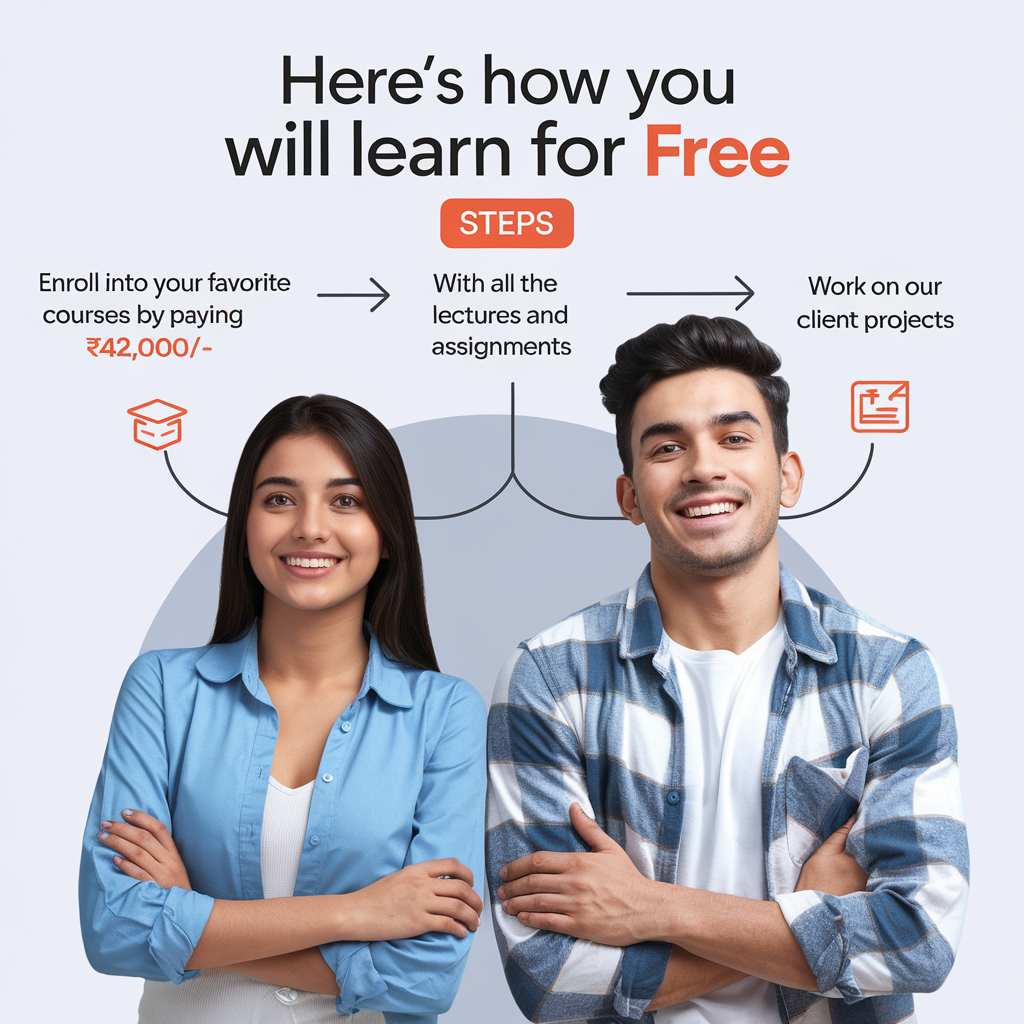 Here's how you
will learn for Free
STEPS
Enroll into your favorite
courses by paying
₹42,000/-
With all the
lectures and
assignments
Work on our
client projects